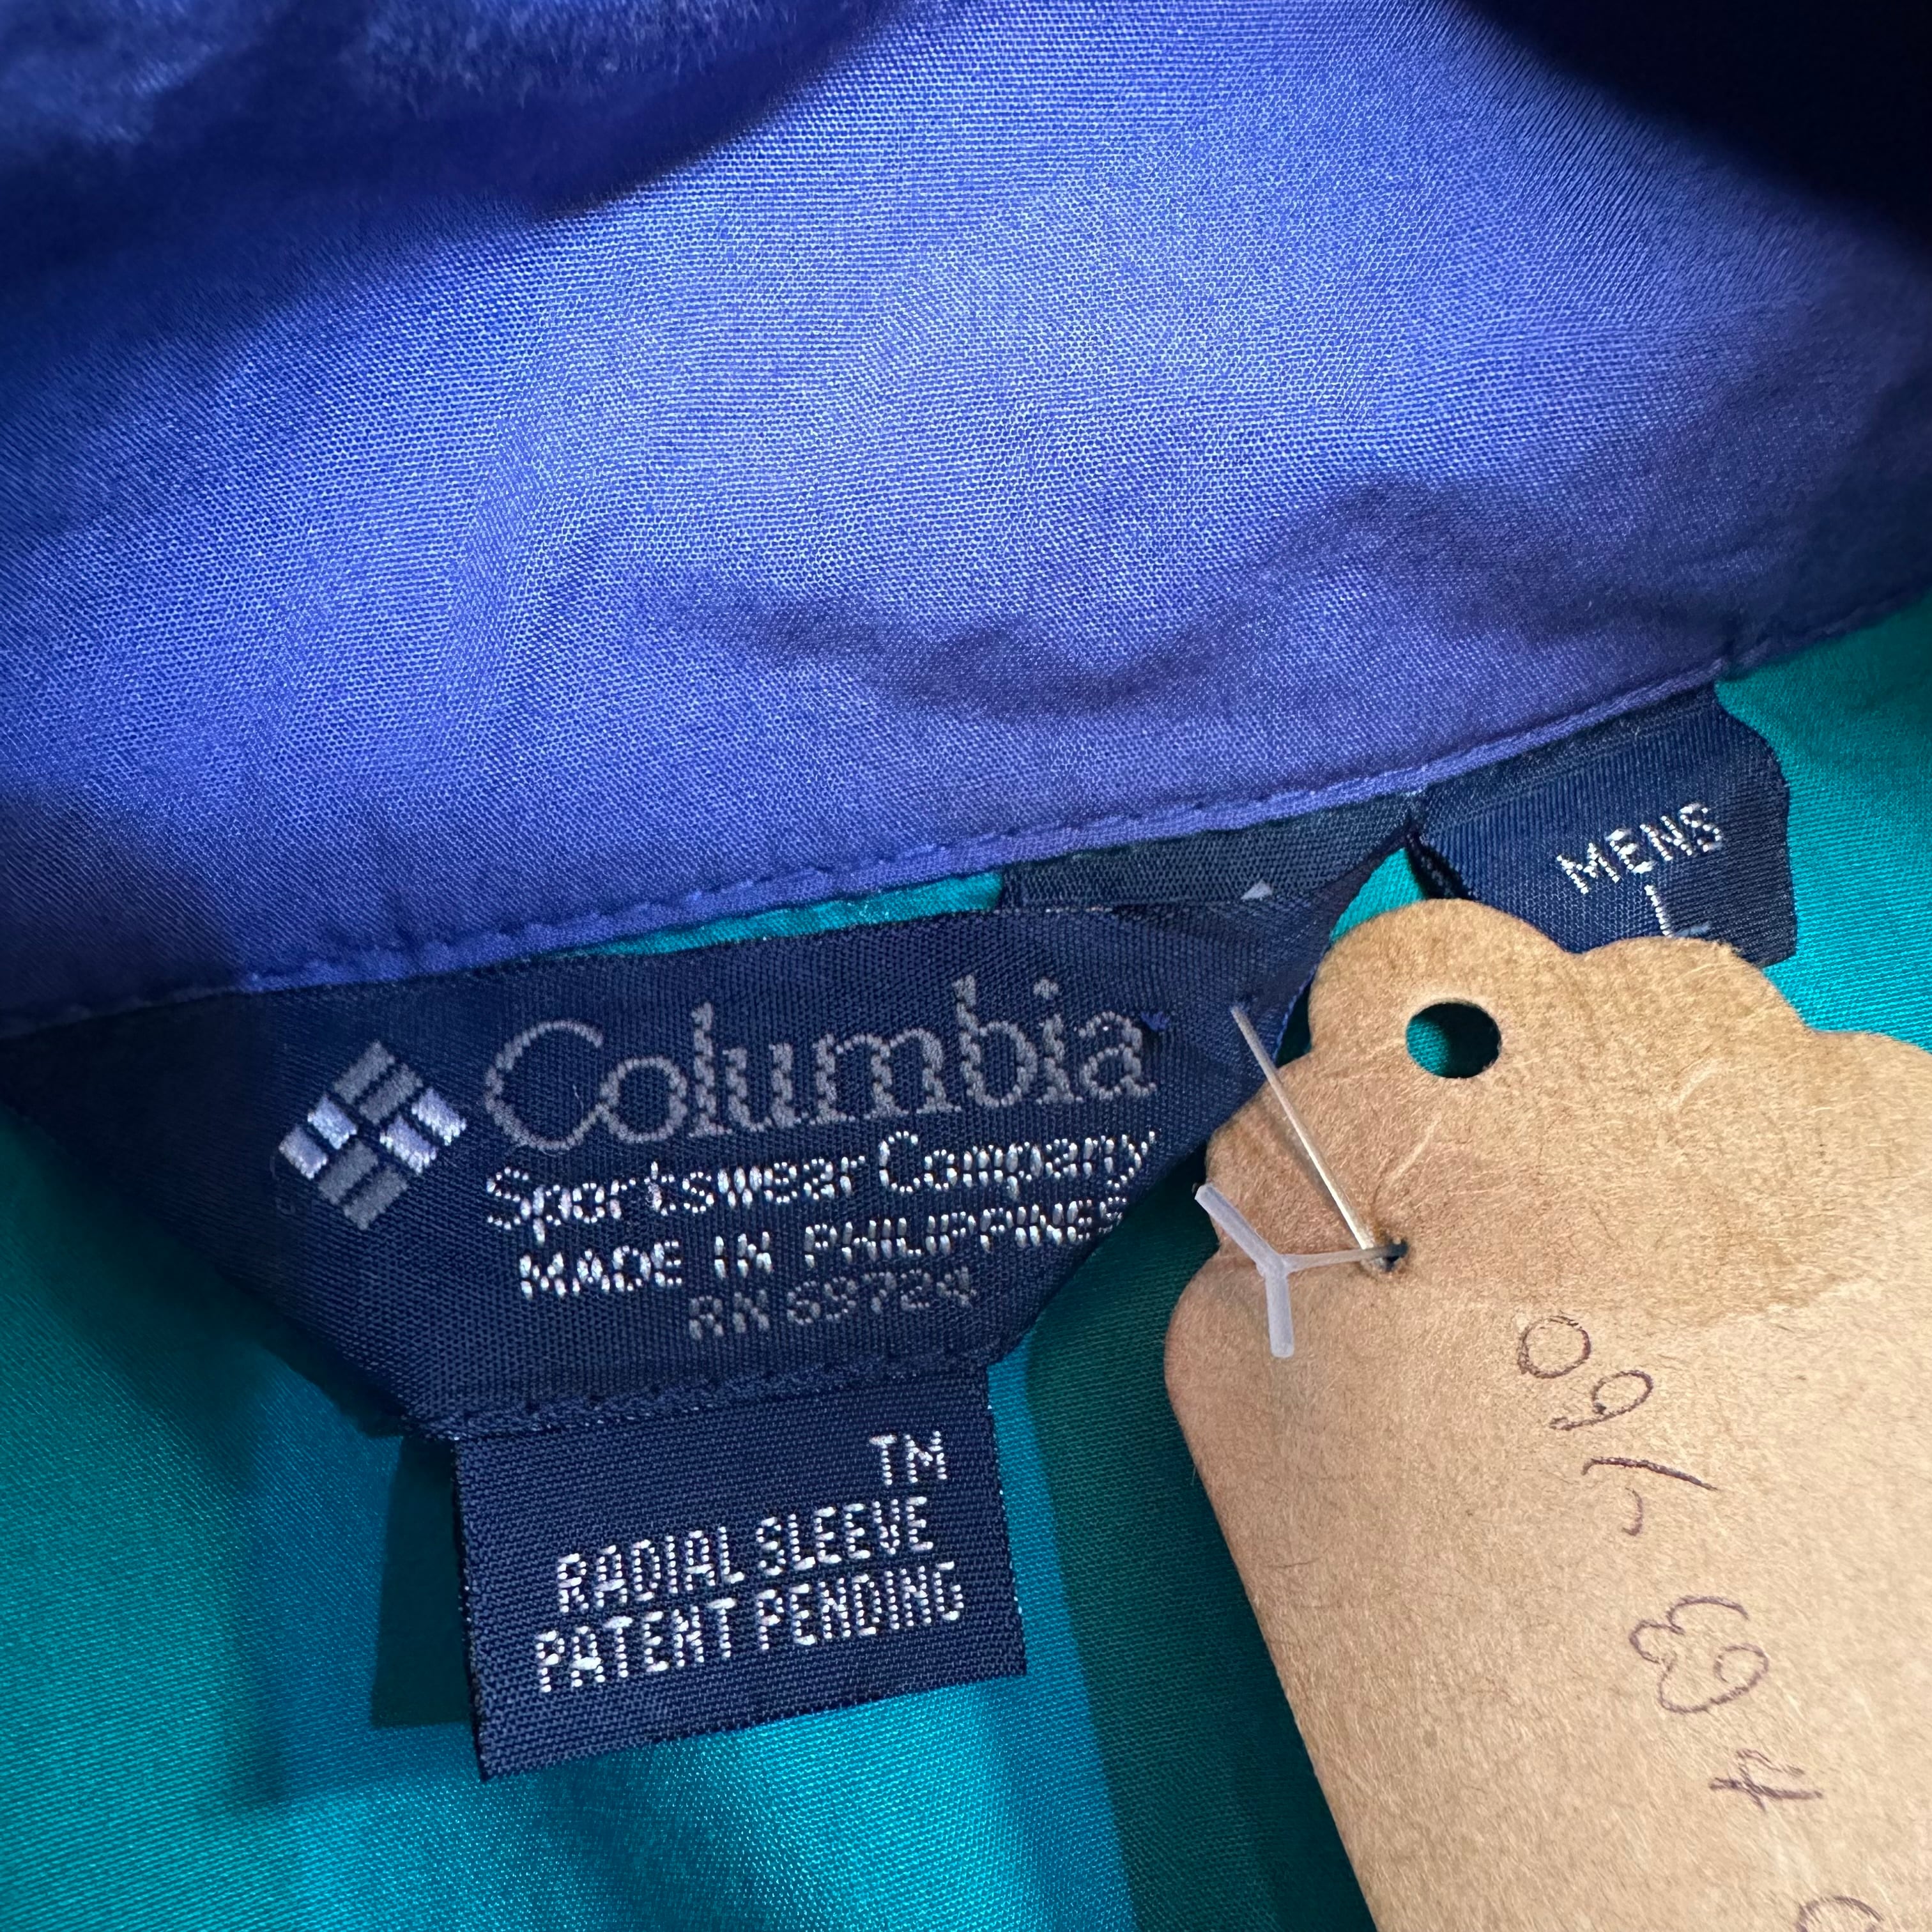 MENS
L
Columbia
Sportswear Company
MADE IN PHILIPPINES
RN 69724
TM
RADIAL SLEEVE
PATENT PENDING